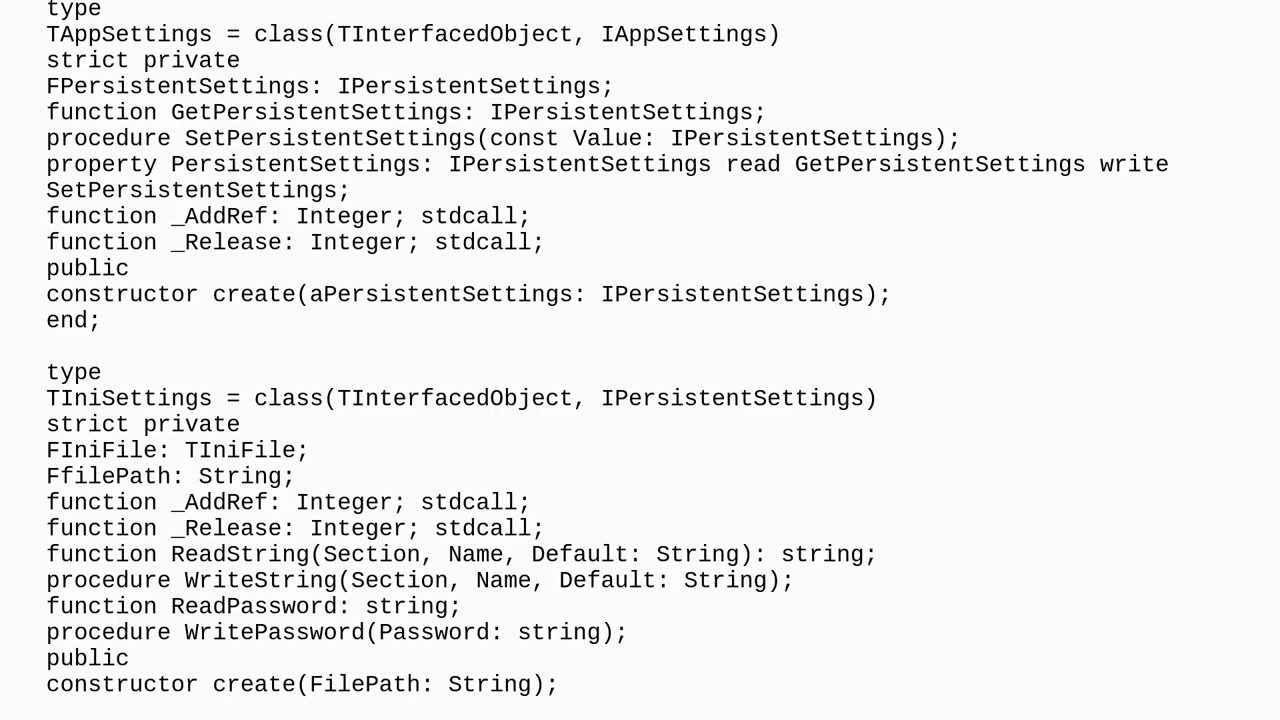 type
TAppSettings = class(TInterfacedObject, IAppSettings)
strict private
FPersistentSettings: IPersistentSettings;
function GetPersistentSettings: IPersistentSettings;
procedure SetPersistentSettings(const Value: IPersistentSettings);
property PersistentSettings: IPersistentSettings read GetPersistentSettings write
SetPersistentSettings;
function _AddRef: Integer; stdcall;
function _Release: Integer; stdcall;
public
constructor create(aPersistentSettings: IPersistentSettings);
end;
type
TIniSettings = class(TInterfacedObject, IPersistentSettings)
strict private
FIniFile: TIniFile;
FfilePath: String;
function _AddRef: Integer; stdcall;
function _Release: Integer; stdcall;
function ReadString(Section, Name, Default: String): string;
procedure WriteString(Section, Name, Default: String);
function ReadPassword: string;
procedure WritePassword(Password: string);
public
constructor create(FilePath: String);